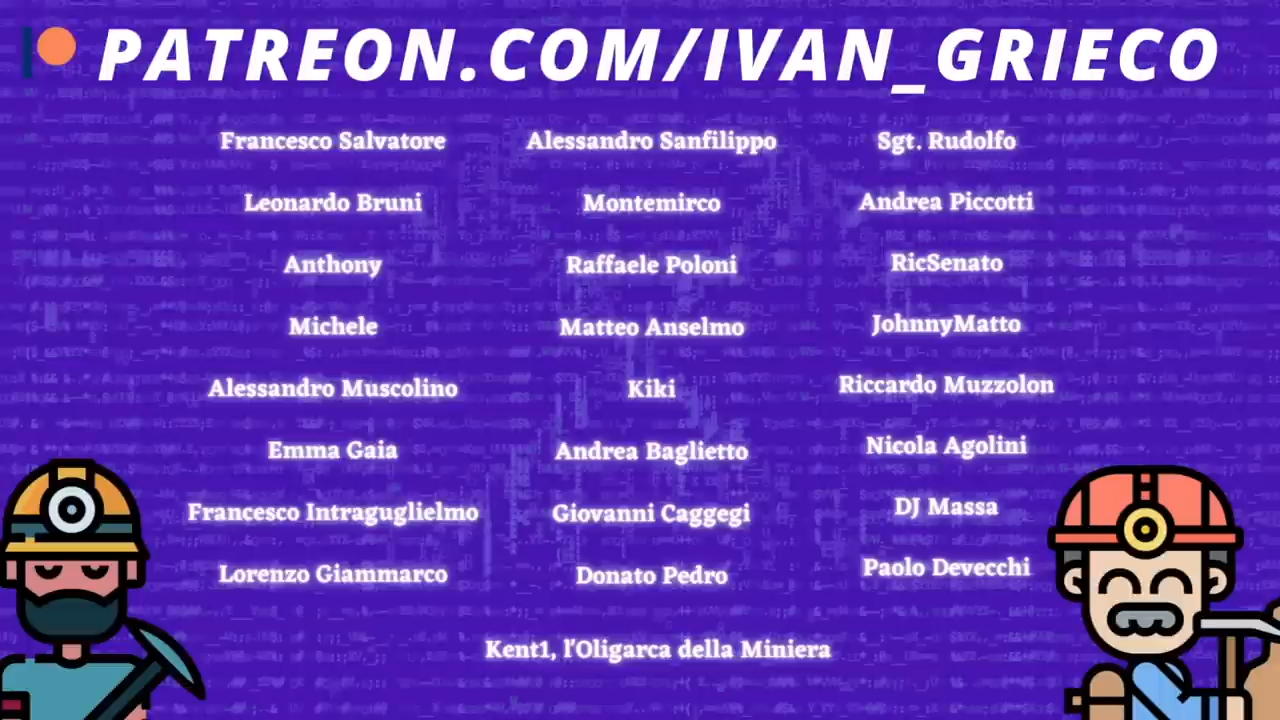 PATREON.COM/IVAN_GRIECO
Francesco Salvatore
Leonardo Bruni
Anthony
Michele
Alessandro Muscolino
Emma Gaia
Francesco Intraguglielmo
Lorenzo Giammarco
Alessandro Sanfilippo
Montemirco
Raffaele Poloni
Matteo Anselmo
Kiki
Andrea Baglietto
Giovanni Caggegi
Donato Pedro
Sgt. Rudolfo
Andrea Piccotti
RicSenato
JohnnyMatto
Riccardo Muzzolon
Nicola Agolini
DJ Massa
Paolo Devecchi
Kent1, l'Oligarca della Miniera